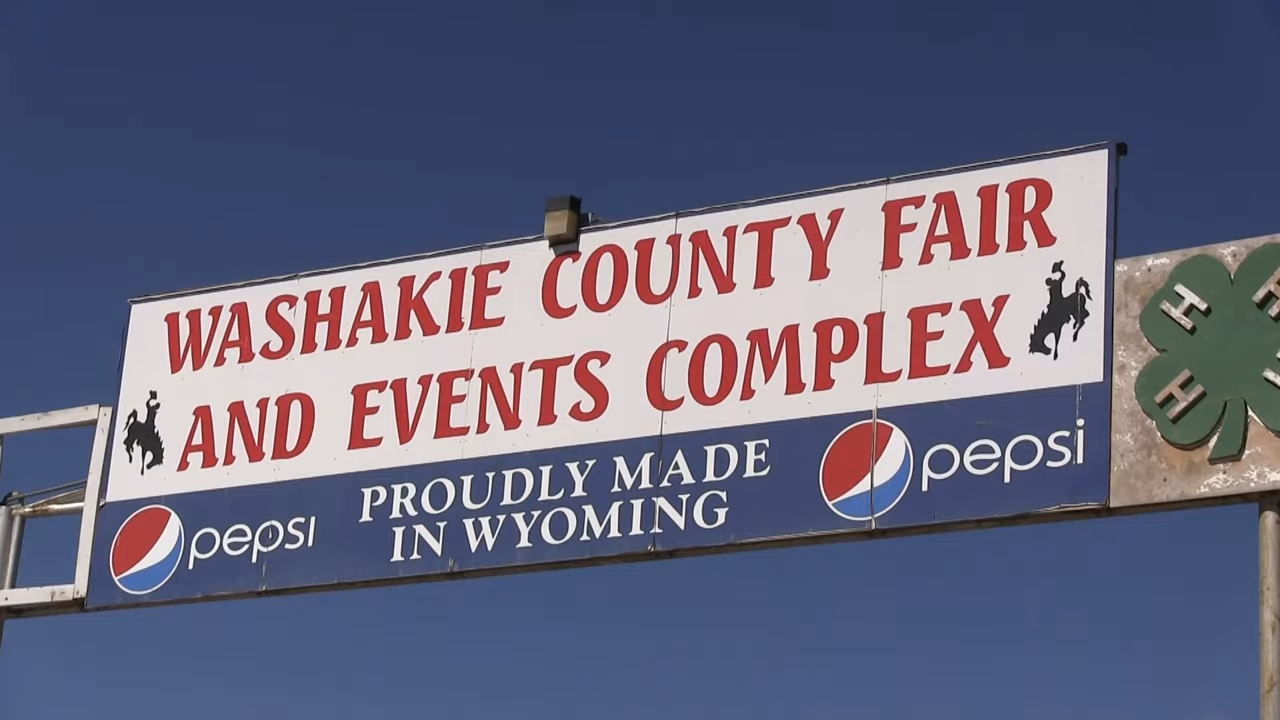 WASHAKIE COUNTY FAIR
AND EVENTS COMPLEX
pepsi
PROUDLY MADE
IN WYOMING
pepsi
H H
H H